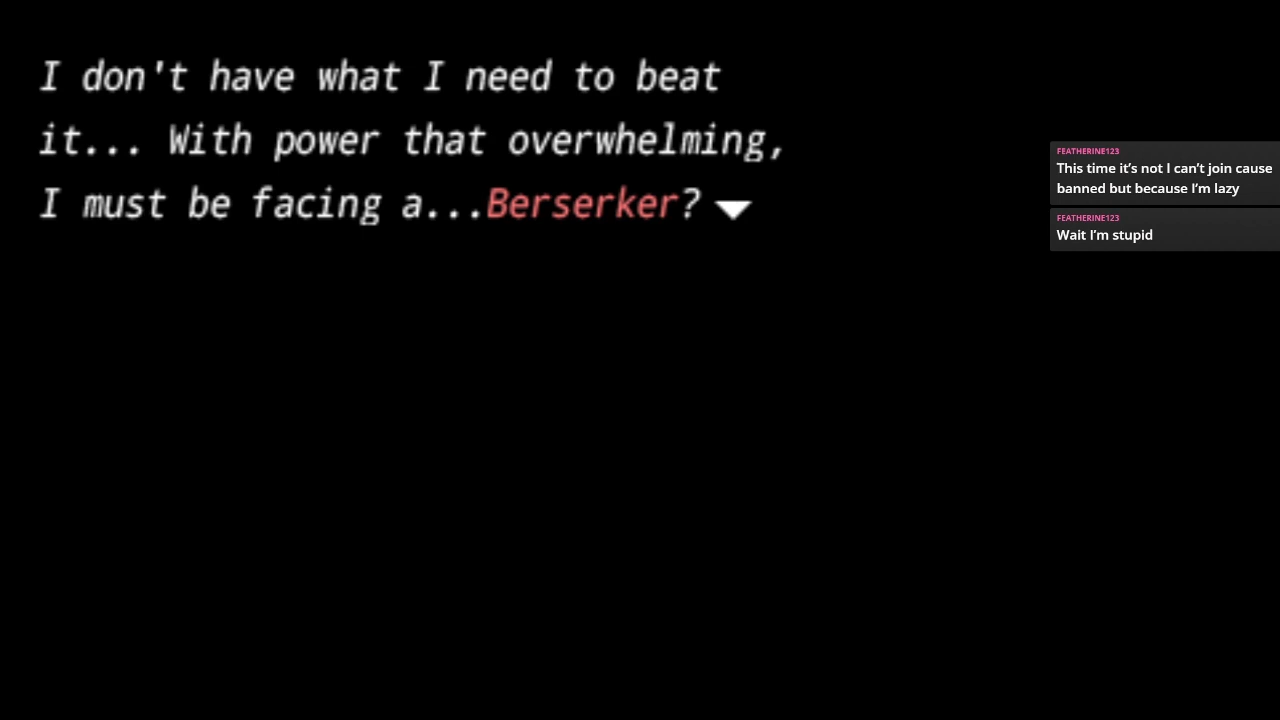 I don't have what I need to beat
it... With power that overwhelming,
I must be facing a...Berserker?
FEATHERINE123
This time it’s not I can’t join cause
banned but because I’m lazy
FEATHERINE123
Wait I’m stupid